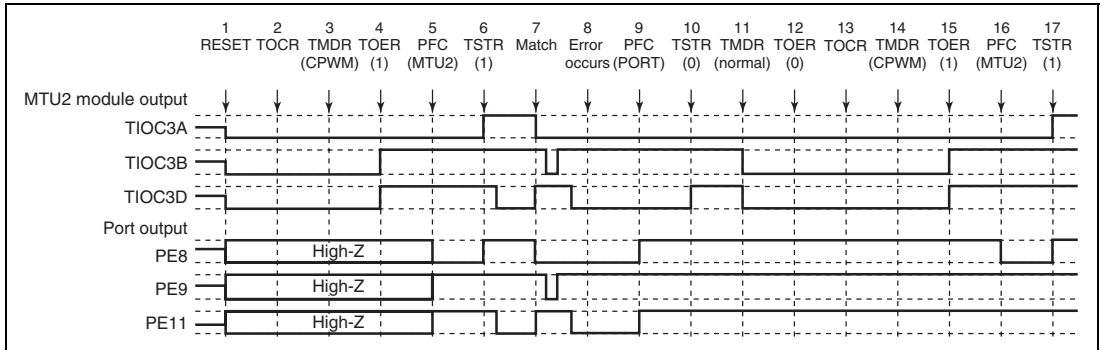 1 2 3 4 5 6 7 8 9 10 11 12 13 14 15 16 17
RESET TOCR TMDR TOER PFC TSTR Match Error PFC TSTR TMDR TOER TOCR TMDR TOER PFC TSTR
(CPWM) (1) (MTU2) (1) occurs (PORT) (0) (normal) (0) (CPWM) (1) (MTU2) (1)
MTU2 module output
TIOC3A
TIOC3B
TIOC3D
Port output
PE8 High-Z
PE9 High-Z
PE11 High-Z